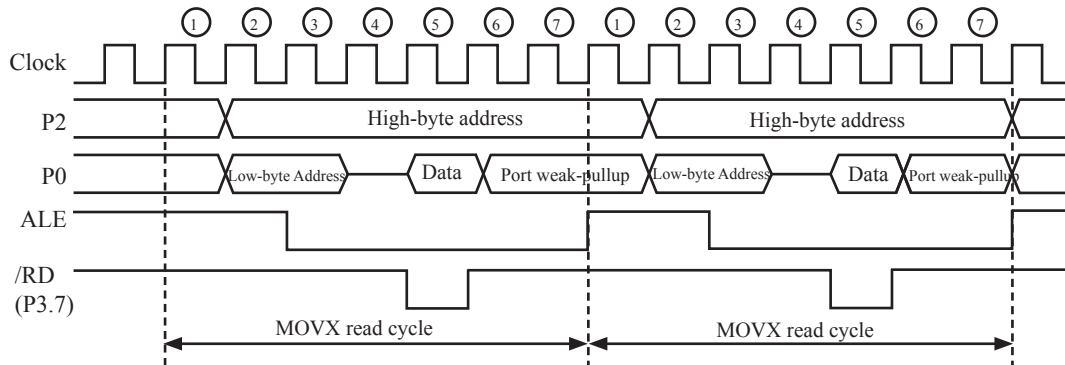 1 2 3 4 5 6 7 1 2 3 4 5 6 7
Clock
P2 High-byte address High-byte address
P0 Low-byte Address Data Port weak-pullup Low-byte Address Data Port weak-pullup
ALE
/RD
(P3.7)
MOVX read cycle MOVX read cycle